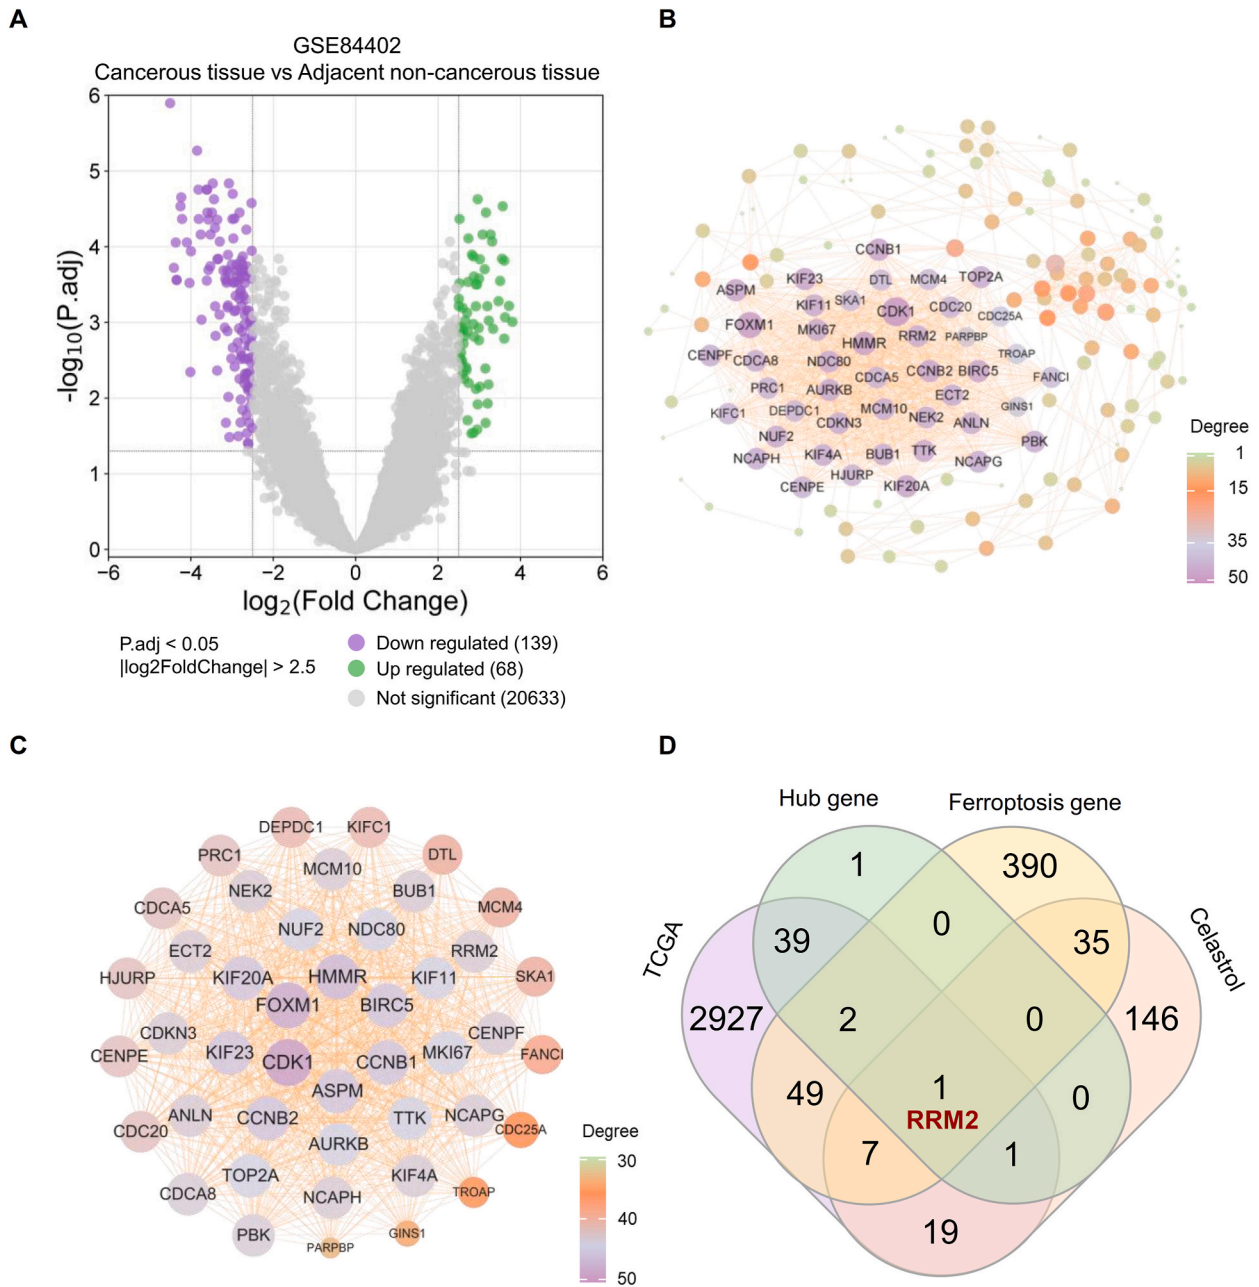 A
GSE84402
Cancerous tissue vs Adjacent non-cancerous tissue
-log10(P.adj)
6
5
4
3
2
1
0
−6
−4
−2
0
2
4
6
log2(Fold Change)
P.adj < 0.05
|log2FoldChange| > 2.5
Down regulated (139)
Up regulated (68)
Not significant (20633)
B
CCNB1
KIF23
DTL
MCM4
TOP2A
ASPM
KIF11
SKA1
CDK1
CDC20
CDC25A
FOXM1
MKI67
HMMR
RRM2
PARPBP
CENPF
CDCA8
NDC80
CCNB2
BIRC5
TROAP
PRC1
AURKB
CDCA5
ECT2
FANCI
KIFC1
DEPDC1
CDKN3
MCM10
NEK2
ANLN
GINS1
NUF2
PBK
NCAPH
KIF4A
BUB1
TTK
NCAPG
CENPE
HJURP
KIF20A
Degree
1
15
35
50
C
DEPDC1
KIFC1
PRC1
MCM10
DTL
NEK2
BUB1
CDCA5
NUF2
NDC80
MCM4
ECT2
RRM2
HJURP
KIF20A
HMMR
KIF11
SKA1
FOXM1
BIRC5
CDKN3
CENPF
CENPE
KIF23
CDK1
CCNB1
MKI67
FANCI
ASPM
ANLN
CCNB2
TTK
NCAPG
CDC20
AURKB
CDC25A
TOP2A
KIF4A
CDCA8
NCAPH
TROAP
PBK
PARPBP
GINS1
Degree
30
40
50
D
Hub gene
Ferroptosis gene
TCGA
Celastrol
1
390
39
0
35
2927
2
0
146
49
1
RRM2
0
7
1
19